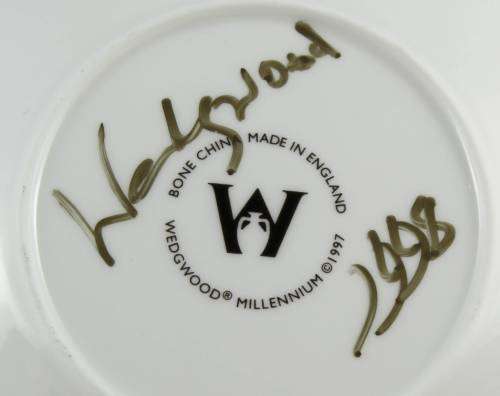 Wedgwood
BONE CHINA MADE IN ENGLAND
W
WEDGWOOD® MILLENNIUM © 1997
1998